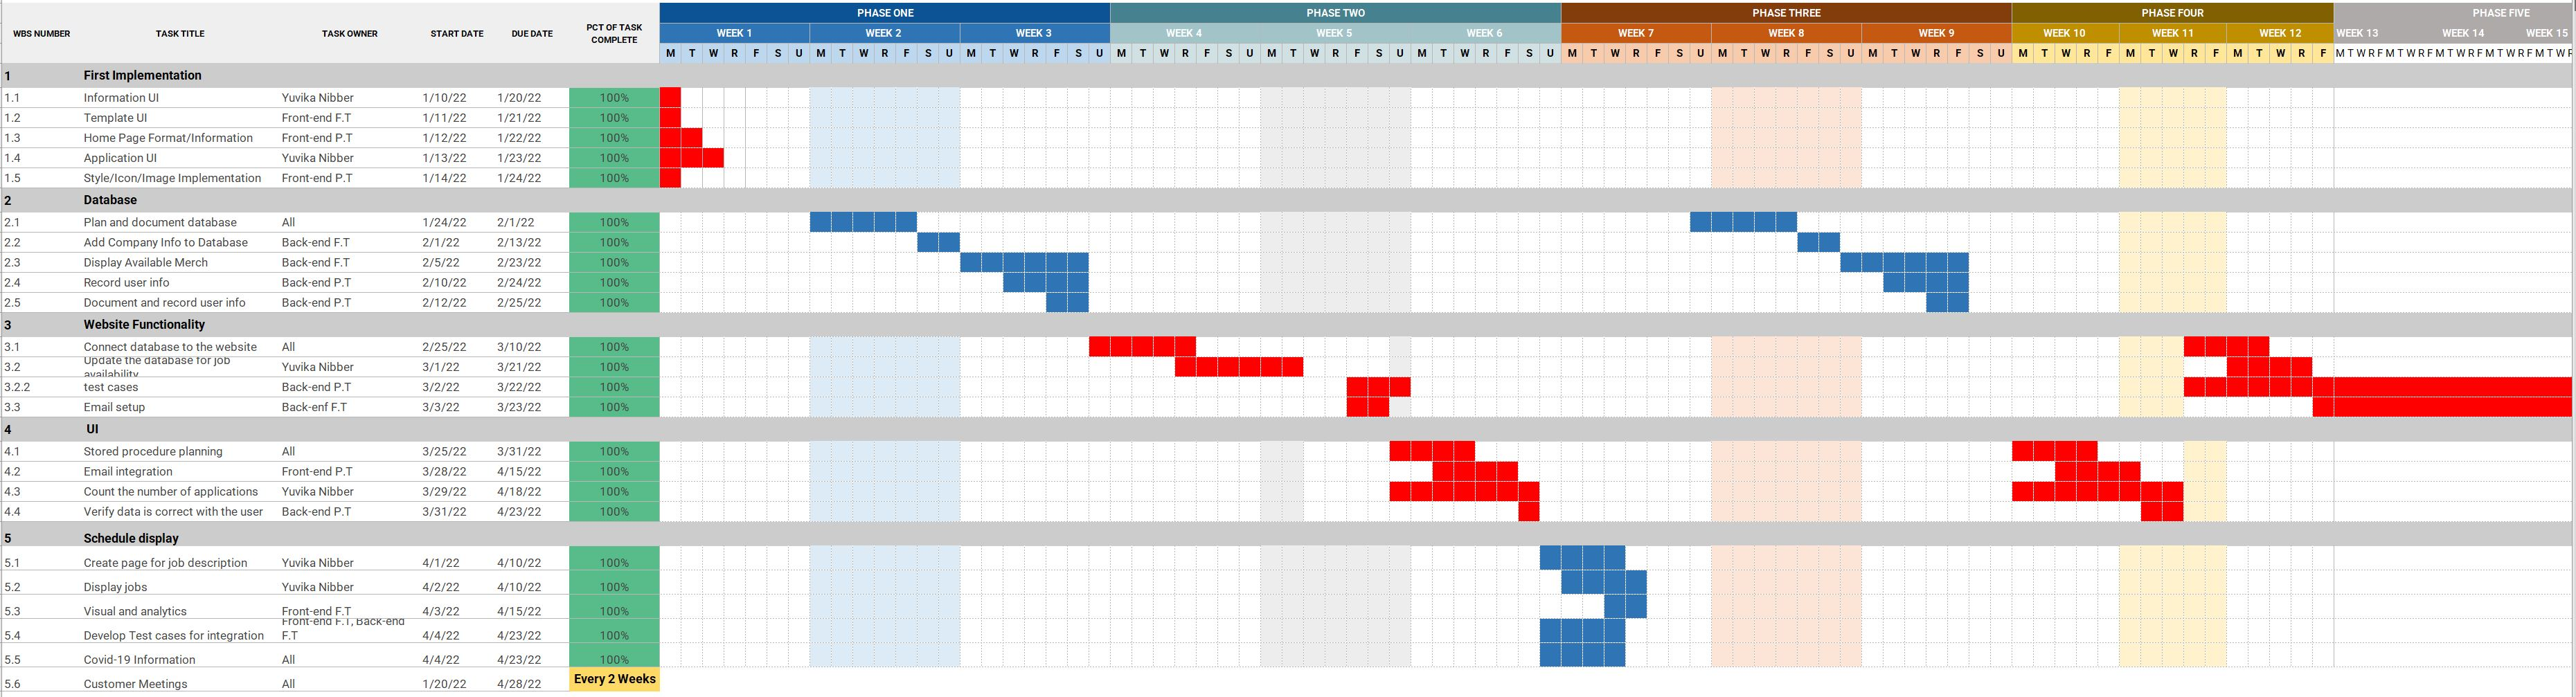 PHASE ONE PHASE TWO PHASE THREE PHASE FOUR PHASE FIVE
WBS NUMBER TASK TITLE TASK OWNER START DATE DUE DATE PCT OF TASK COMPLETE WEEK 1 WEEK 2 WEEK 3 WEEK 4 WEEK 5 WEEK 6 WEEK 7 WEEK 8 WEEK 9 WEEK 10 WEEK 11 WEEK 12 WEEK 13 WEEK 14 WEEK 15
M T W R F S U M T W R F S U M T W R F S U M T W R F S U M T W R F S U M T W R F S U M T W R F S U M T W R F S U M T W R F S U M T W R F M T W R F M T W R F M T W R F M T W R F M T W R F M T W R F M T W F
1 First Implementation
1.1 Information UI Yuvika Nibber 1/10/22 1/20/22 100%
1.2 Template UI Front-end F.T 1/11/22 1/21/22 100%
1.3 Home Page Format/Information Front-end P.T 1/12/22 1/22/22 100%
1.4 Application UI Yuvika Nibber 1/13/22 1/23/22 100%
1.5 Style/Icon/Image Implementation Front-end P.T 1/14/22 1/24/22 100%
2 Database
2.1 Plan and document database All 1/24/22 2/1/22 100%
2.2 Add Company Info to Database Back-end F.T 2/1/22 2/13/22 100%
2.3 Display Available Merch Back-end F.T 2/5/22 2/23/22 100%
2.4 Record user info Back-end P.T 2/10/22 2/24/22 100%
2.5 Document and record user info Back-end P.T 2/12/22 2/25/22 100%
3 Website Functionality
3.1 Connect database to the website All 2/25/22 3/10/22 100%
3.2 Update the database for job availability Yuvika Nibber 3/1/22 3/21/22 100%
3.2.2 test cases Back-end P.T 3/2/22 3/22/22 100%
3.3 Email setup Back-enf F.T 3/3/22 3/23/22 100%
4 UI
4.1 Stored procedure planning All 3/25/22 3/31/22 100%
4.2 Email integration Front-end P.T 3/28/22 4/15/22 100%
4.3 Count the number of applications Yuvika Nibber 3/29/22 4/18/22 100%
4.4 Verify data is correct with the user Back-end P.T 3/31/22 4/23/22 100%
5 Schedule display
5.1 Create page for job description Yuvika Nibber 4/1/22 4/10/22 100%
5.2 Display jobs Yuvika Nibber 4/2/22 4/10/22 100%
5.3 Visual and analytics Front-end F.T 4/3/22 4/15/22 100%
5.4 Develop Test cases for integration Front-end F.T, Back-end F.T 4/4/22 4/23/22 100%
5.5 Covid-19 Information All 4/4/22 4/23/22 100%
5.6 Customer Meetings All 1/20/22 4/28/22 Every 2 Weeks